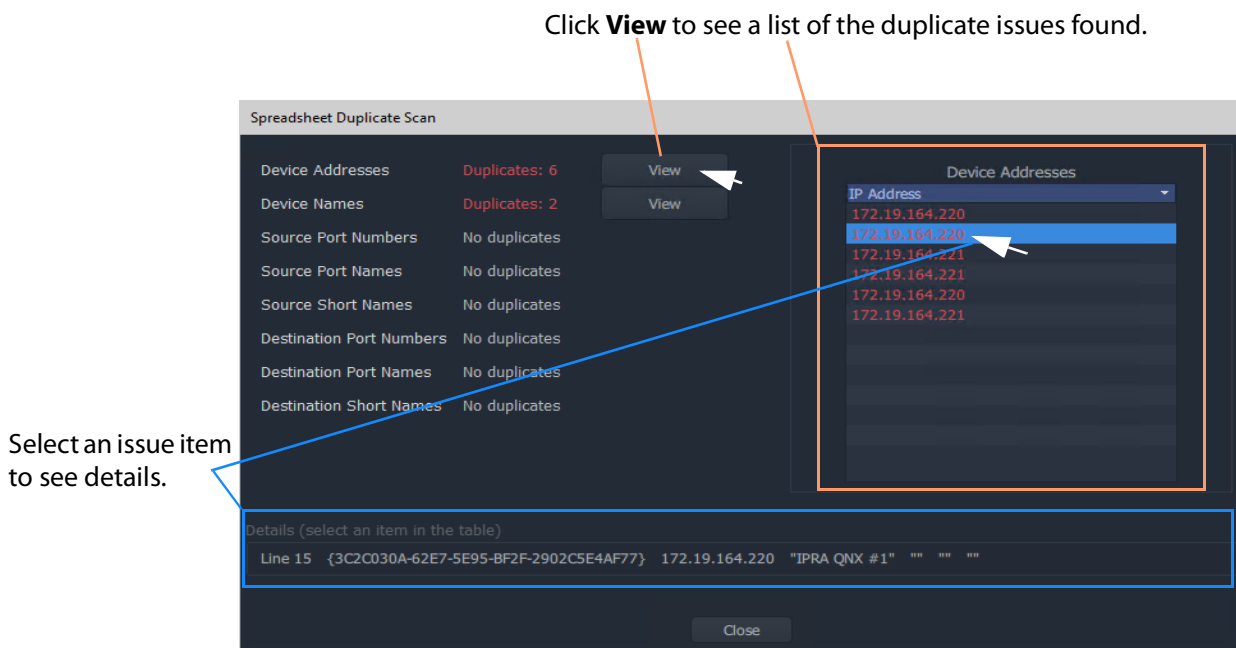 Click View to see a list of the duplicate issues found.
Spreadsheet Duplicate Scan
Device Addresses Duplicates: 6 View
Device Names Duplicates: 2 View
Source Port Numbers No duplicates
Source Port Names No duplicates
Source Short Names No duplicates
Destination Port Numbers No duplicates
Destination Port Names No duplicates
Destination Short Names No duplicates
Device Addresses
IP Address
172.19.164.220
172.19.164.220
172.19.164.221
172.19.164.221
172.19.164.220
172.19.164.221
Select an issue item
to see details.
Details (select an item in the table)
Line 15 {3C2C030A-62E7-5E95-BF2F-2902C5E4AF77} 172.19.164.220 "IPRA QNX #1" "" "" ""
Close